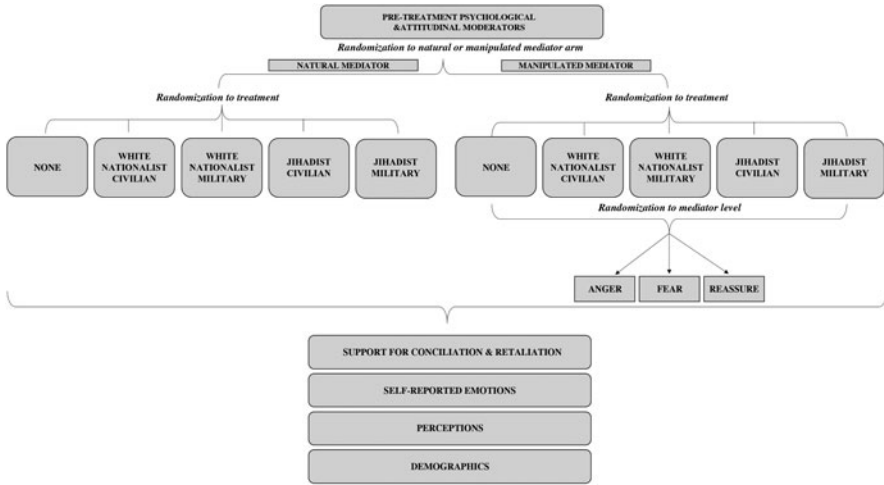 PRE-TREATMENT PSYCHOLOGICAL
&ATTITUDINAL MODERATORS
Randomization to natural or manipulated mediator arm
NATURAL MEDIATOR
MANIPULATED MEDIATOR
Randomization to treatment
Randomization to treatment
NONE
WHITE
NATIONALIST
CIVILIAN
WHITE
NATIONALIST
MILITARY
JIHADIST
CIVILIAN
JIHADIST
MILITARY
NONE
WHITE
NATIONALIST
CIVILIAN
WHITE
NATIONALIST
MILITARY
JIHADIST
CIVILIAN
JIHADIST
MILITARY
Randomization to mediator level
ANGER
FEAR
REASSURE
SUPPORT FOR CONCILIATION & RETALIATION
SELF-REPORTED EMOTIONS
PERCEPTIONS
DEMOGRAPHICS